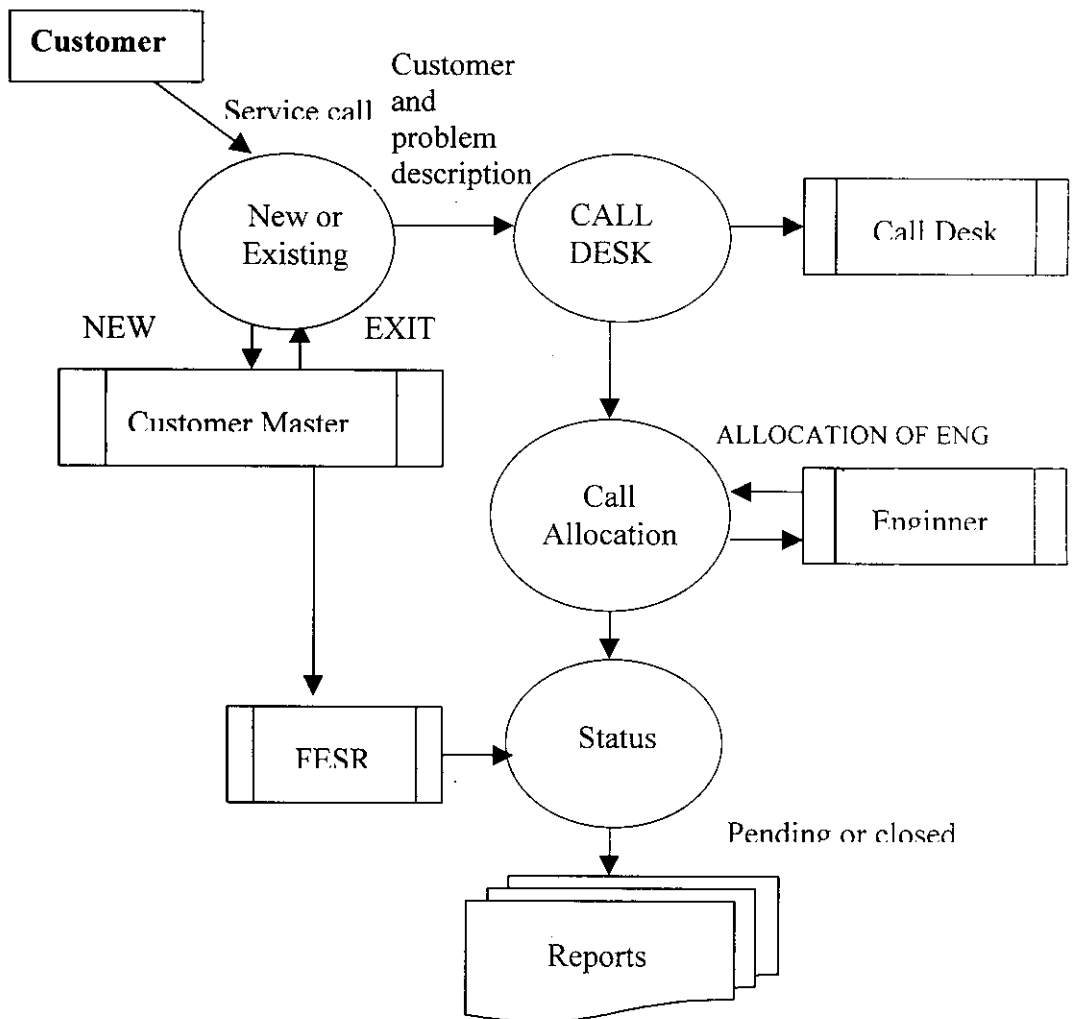 Customer
Service call
Customer
and
problem
description
New or
Existing
CALL
DESK
Call Desk
NEW
EXIT
Customer Master
ALLOCATION OF ENG
Call
Allocation
Enginner
FESR
Status
Pending or closed
Reports